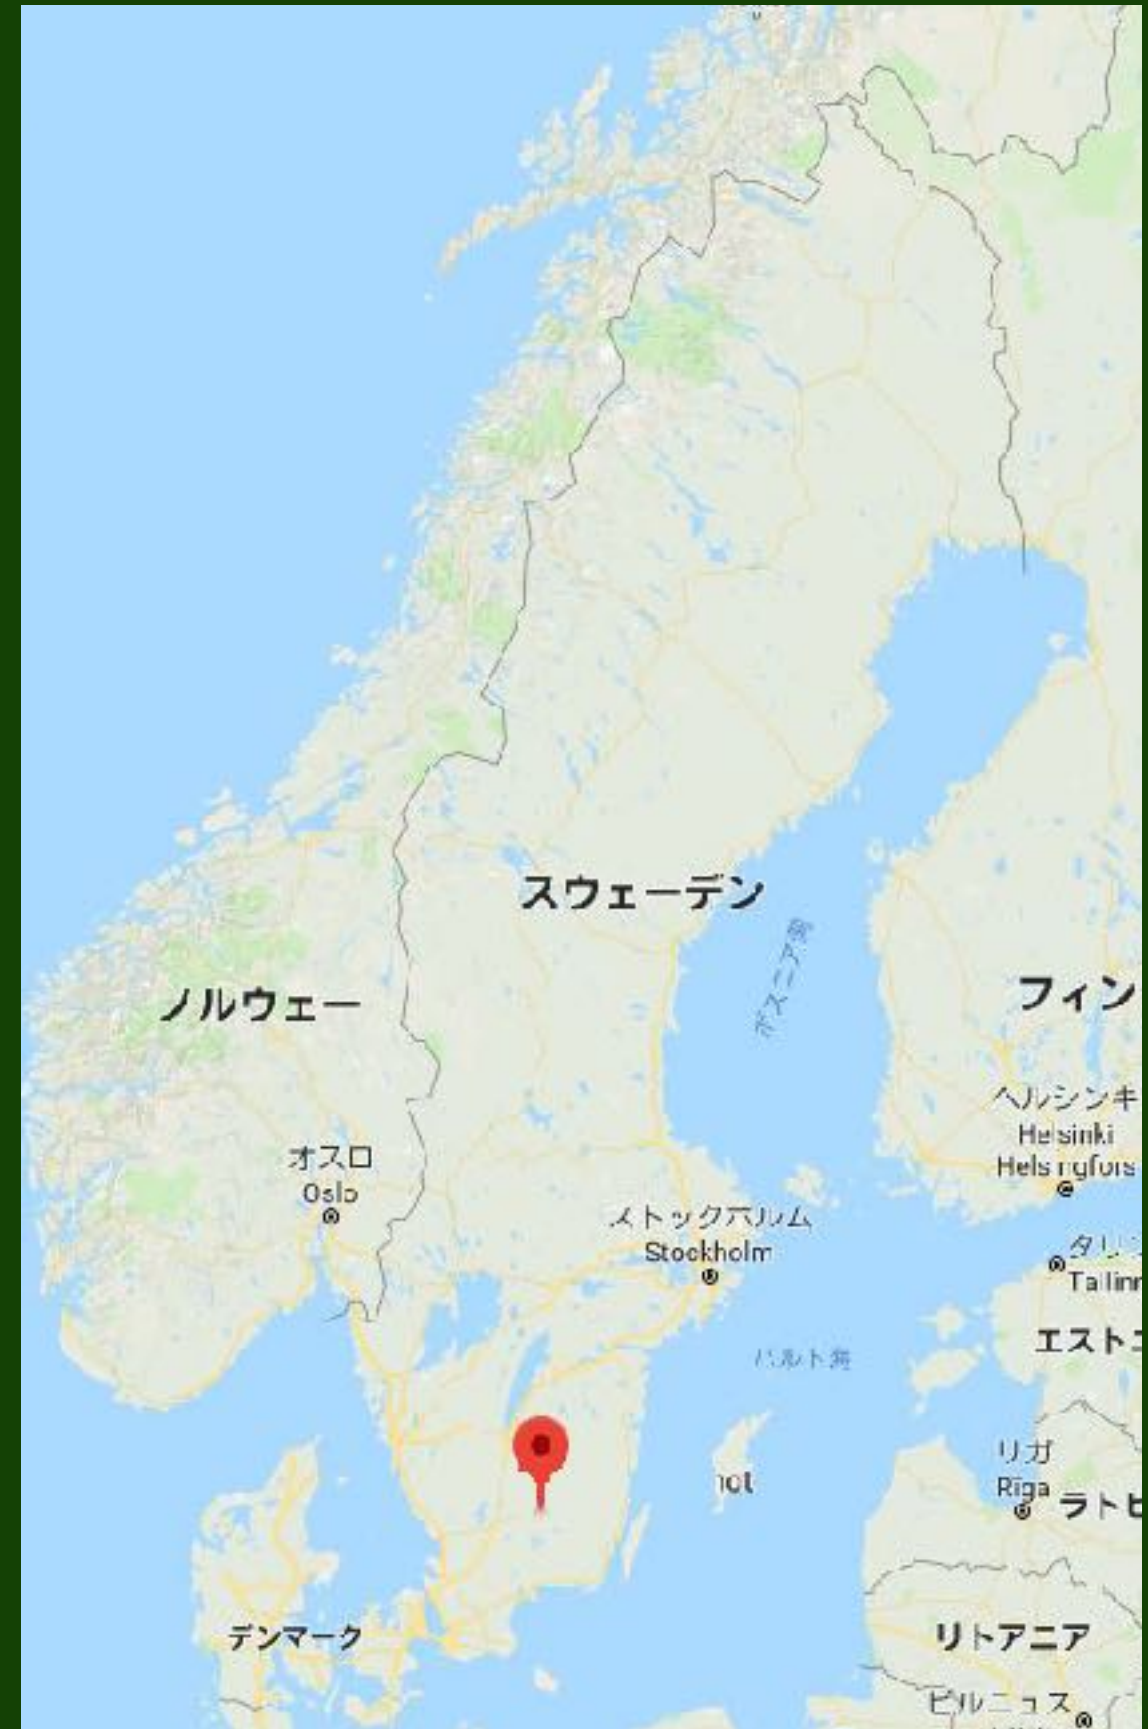 スウェーデン
ボスニア湾
ノルウェー
フィン
ヘルシンキ
Helsinki
Helsingfors
オスロ
Oslo
ストックホルム
Stockholm
タリン
Tallinn
エスト
バルト海
リガ
Rīga
ラトビ
デンマーク
リトアニア
ビルニュス